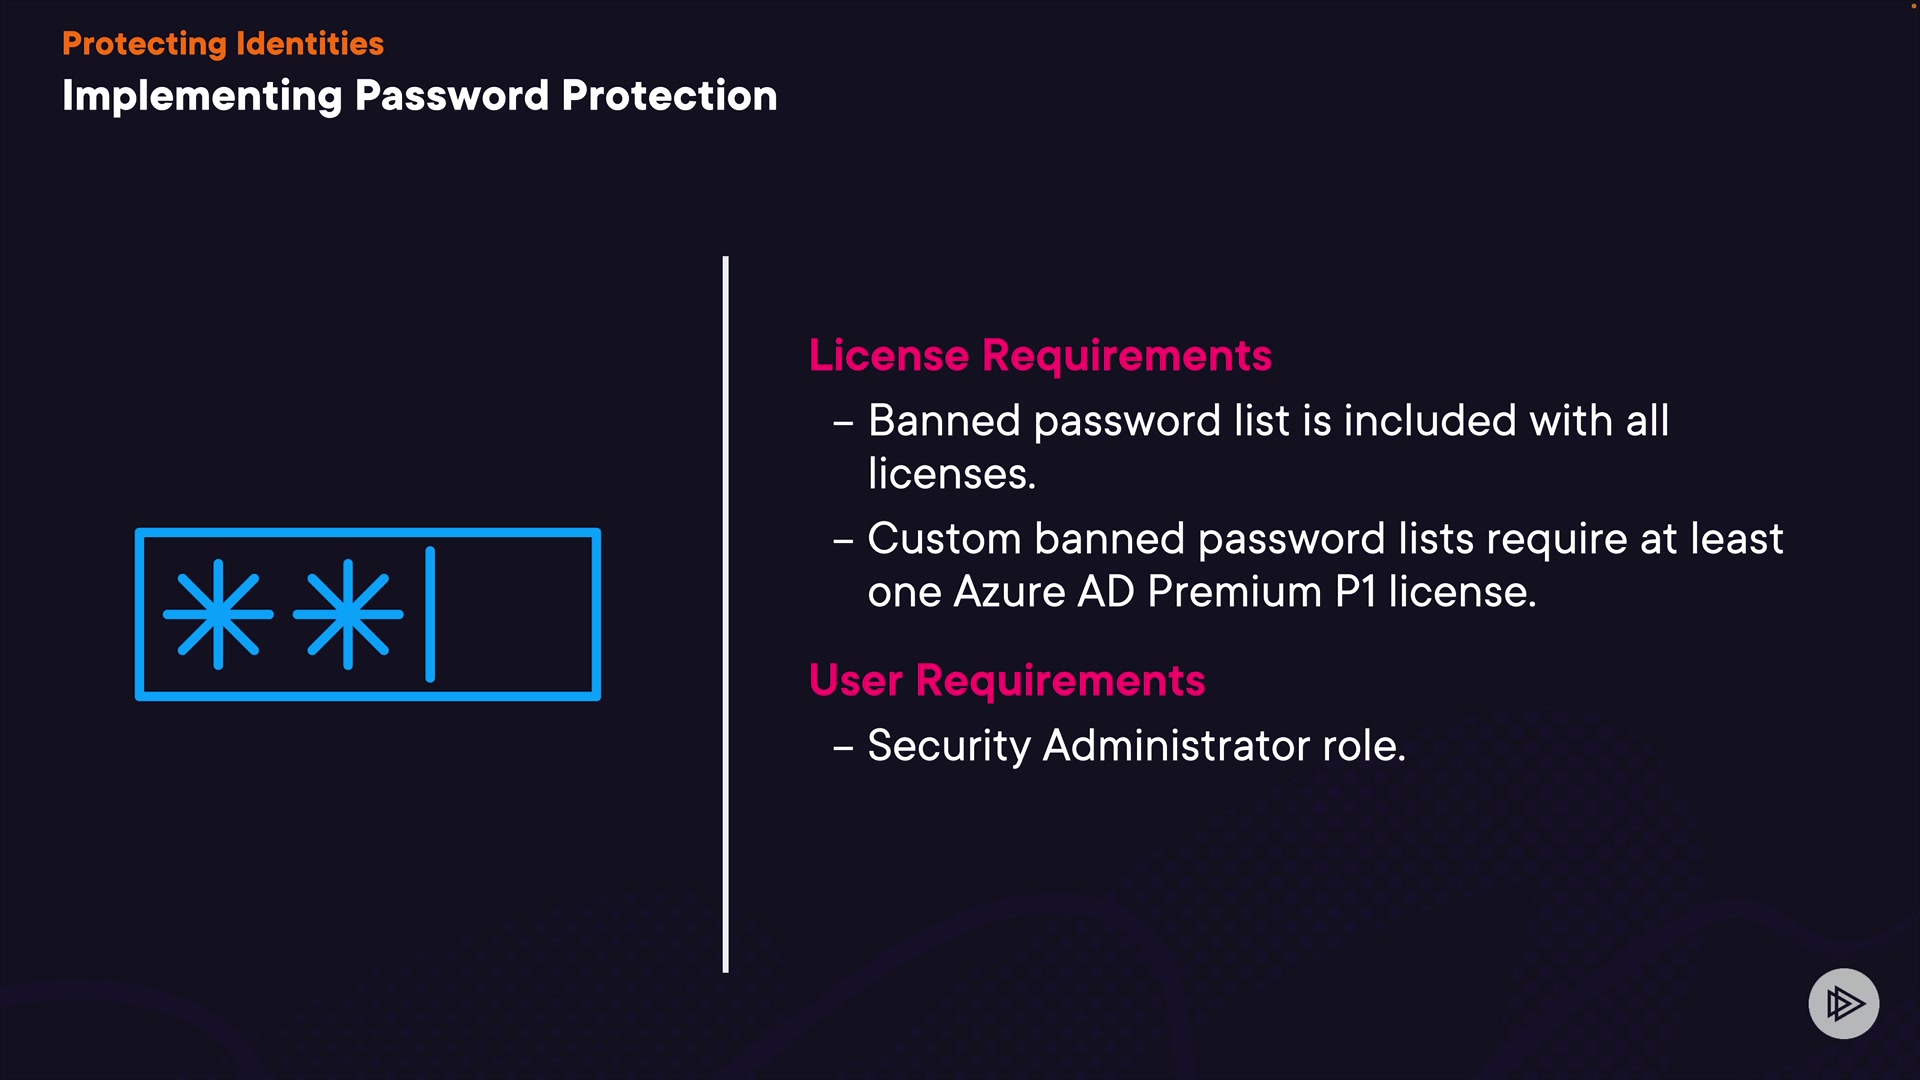 Protecting Identities
Implementing Password Protection
License Requirements
– Banned password list is included with all
licenses.
– Custom banned password lists require at least
one Azure AD Premium P1 license.
User Requirements
– Security Administrator role.